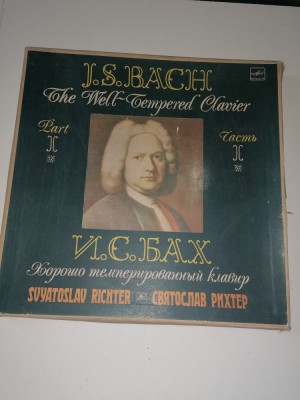 J.S.BACH
The Well-Tempered Clavier
Part Часть
I I
И.С.БАХ
Хорошо темперированный клавир
SVYATOSLAV RICHTER СВЯТОСЛАВ РИХТЕР